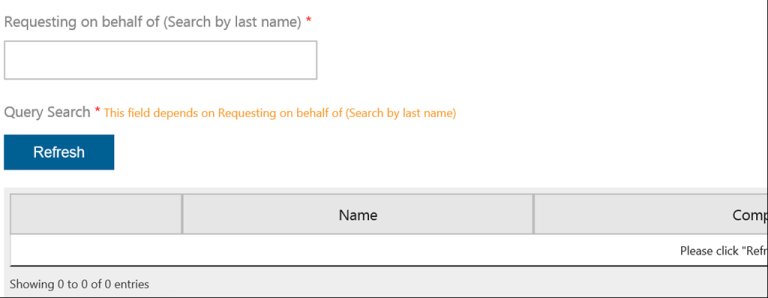 Requesting on behalf of (Search by last name) *
Query Search * This field depends on Requesting on behalf of (Search by last name)
Refresh
Name Comp
Please click "Refr
Showing 0 to 0 of 0 entries